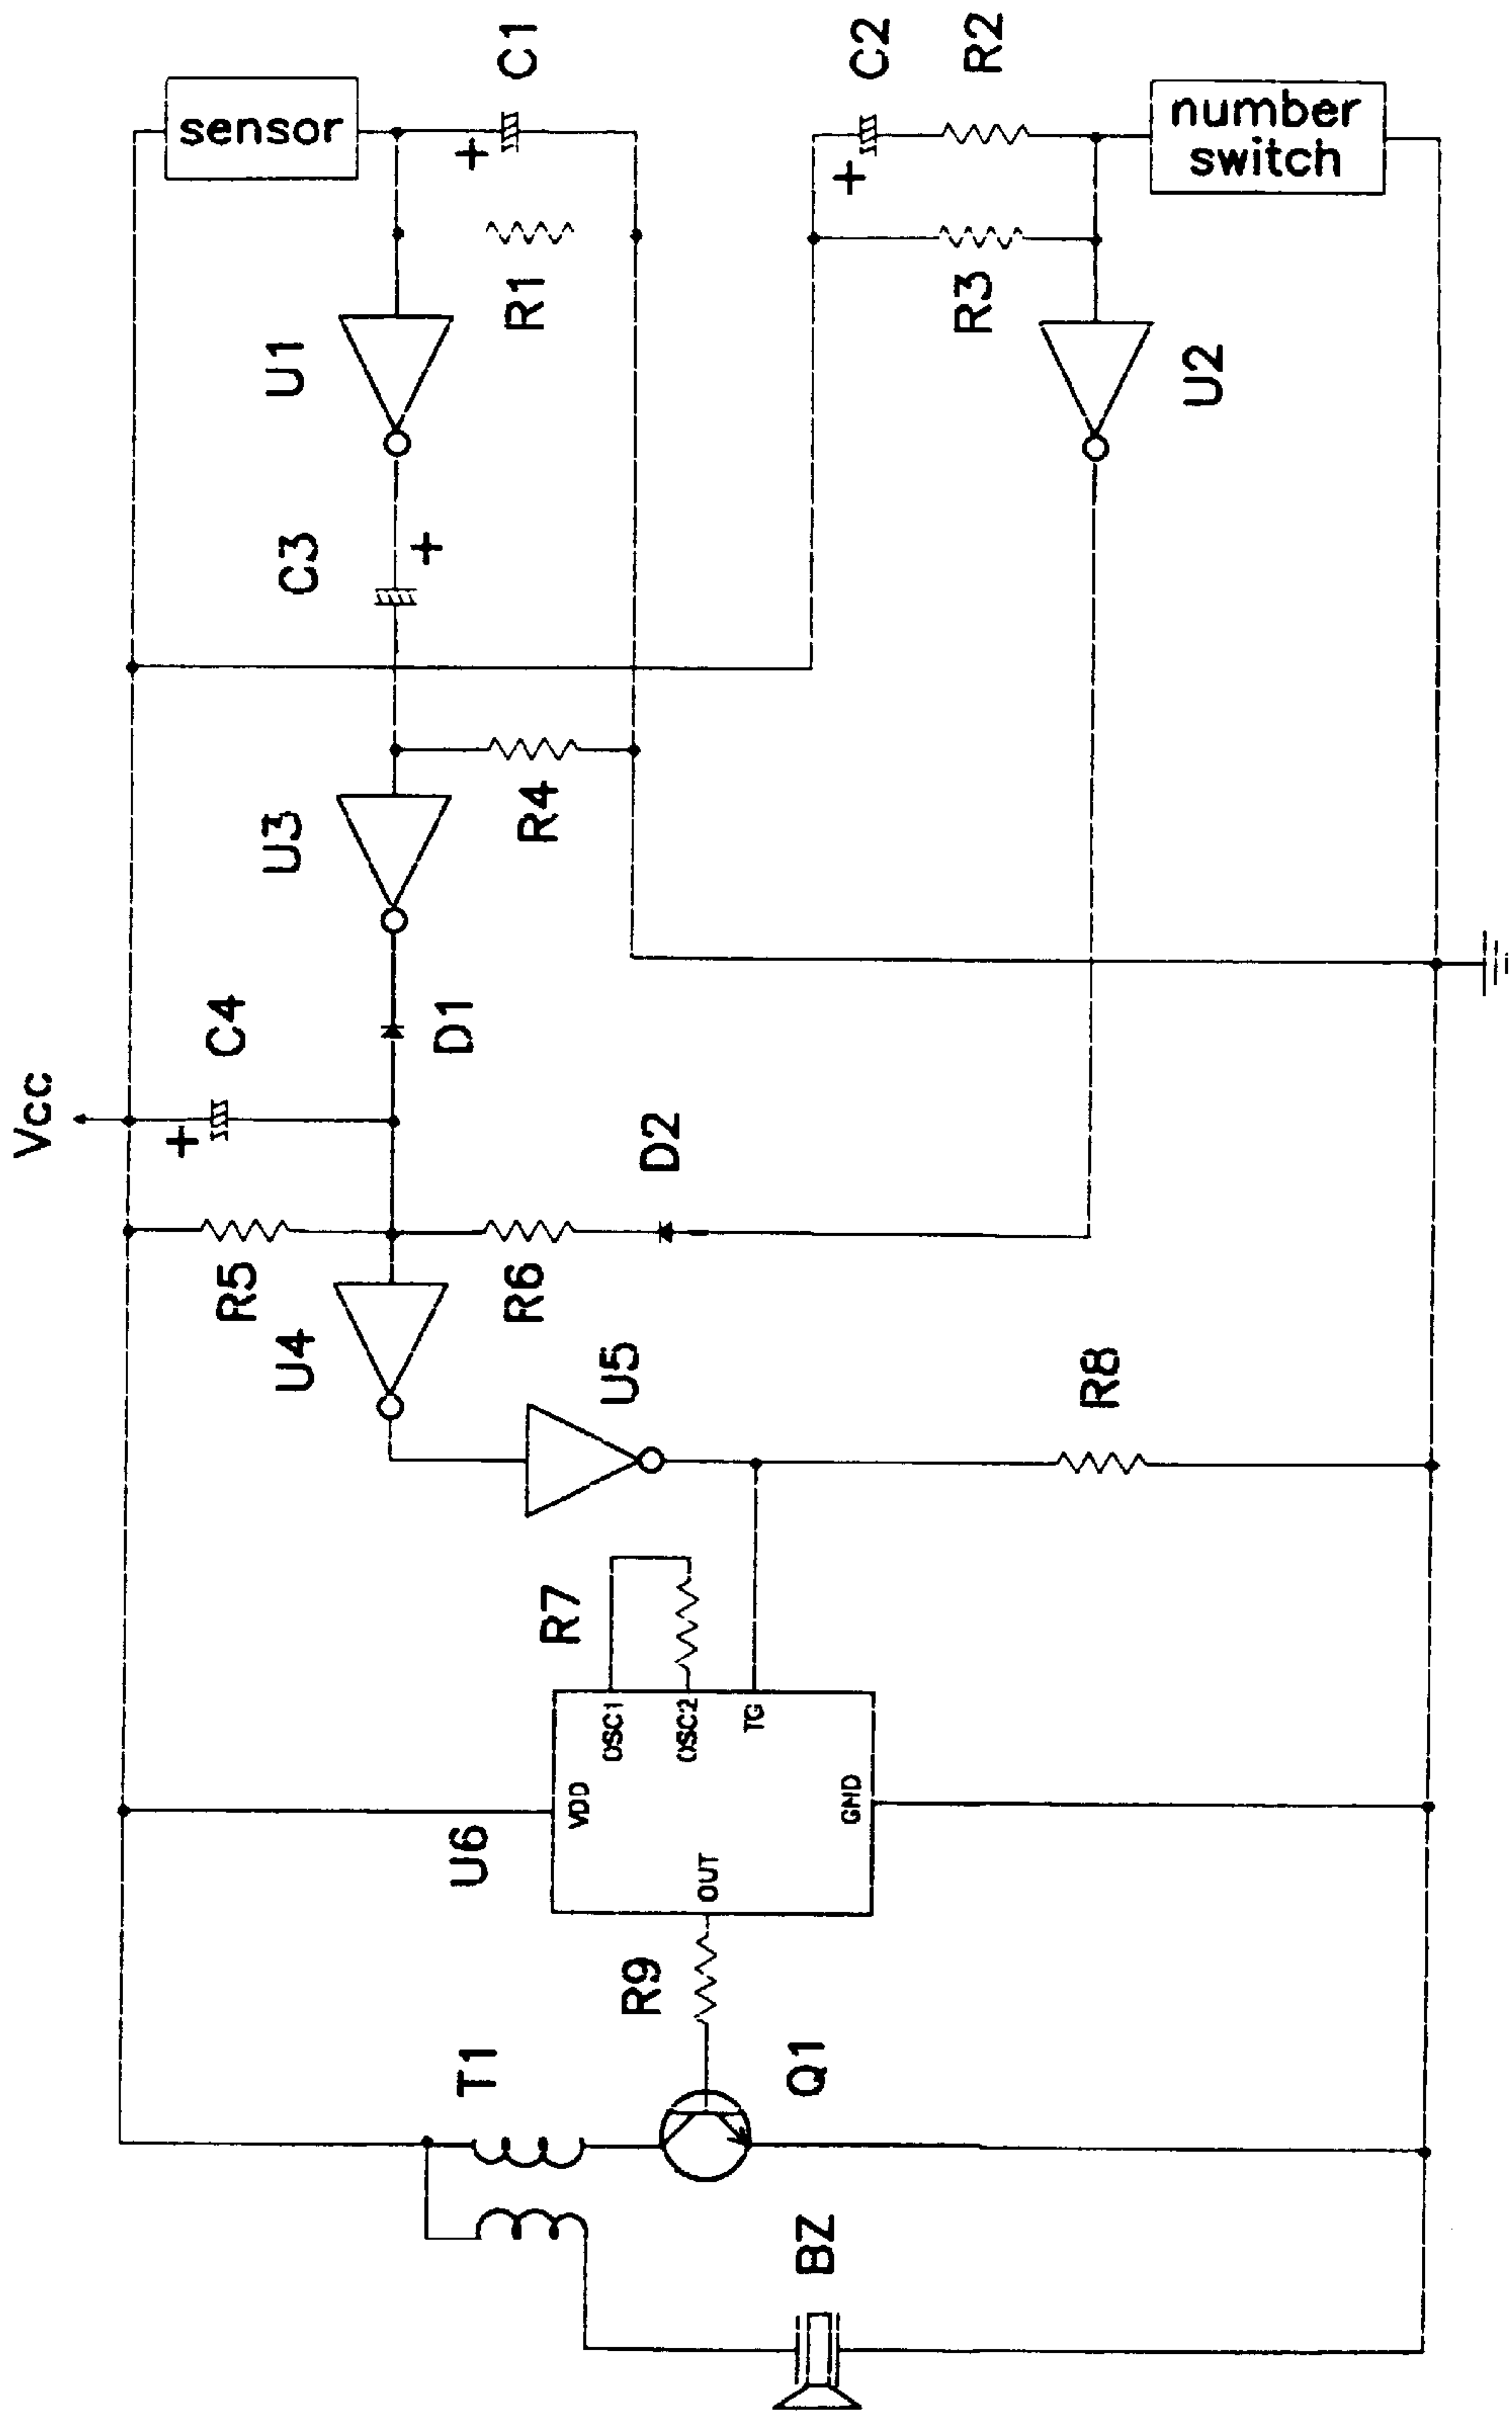 Vcc
sensor
C1
C2
R2
number
switch
R1
R3
U1
U2
C3
+
+
+
U3
R4
C4
+
D1
D2
R5
R6
U4
U5
R8
R7
OSC1
OSC2
TG
VDD
GND
OUT
U6
R9
T1
Q1
BZ